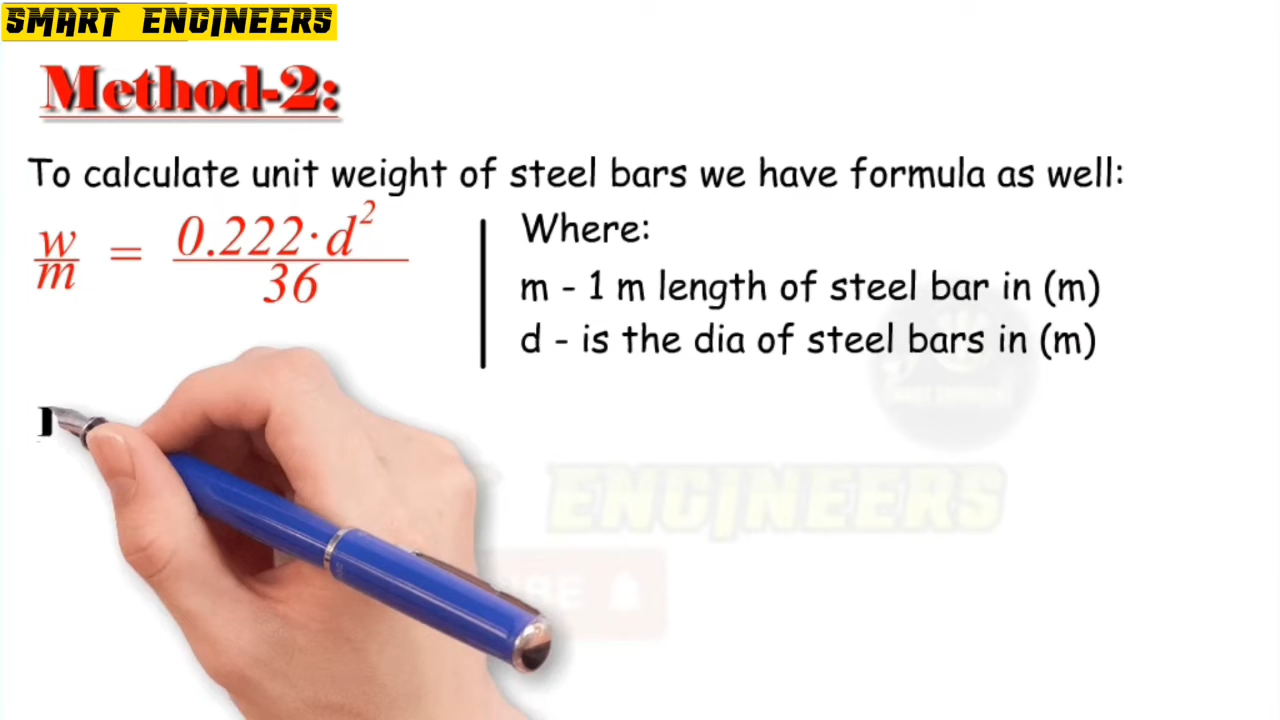 SMART ENGINEERS
Method-2:
To calculate unit weight of steel bars we have formula as well:
w/m = 0.222·d²/36
Where:
m - 1 m length of steel bar in (m)
d - is the dia of steel bars in (m)
ENGINEERS